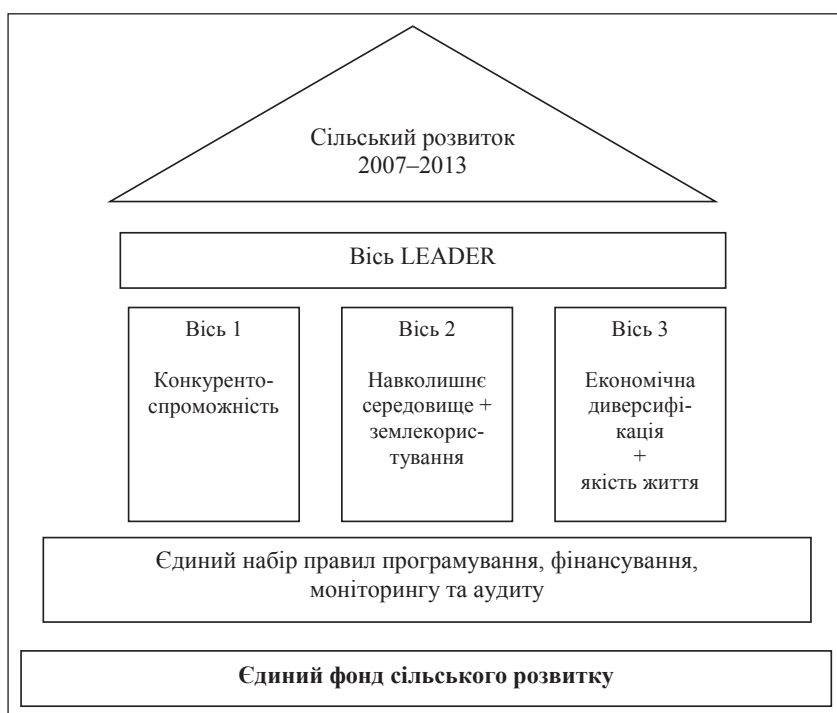 Сільський розвиток
2007–2013
Вісь LEADER
Вісь 1
Конкуренто-
спроможність
Вісь 2
Навколишнє
середовище +
землекорис-
тування
Вісь 3
Економічна
диверсифі-
кація
+
якість життя
Єдиний набір правил програмування, фінансування,
моніторингу та аудиту
Єдиний фонд сільського розвитку